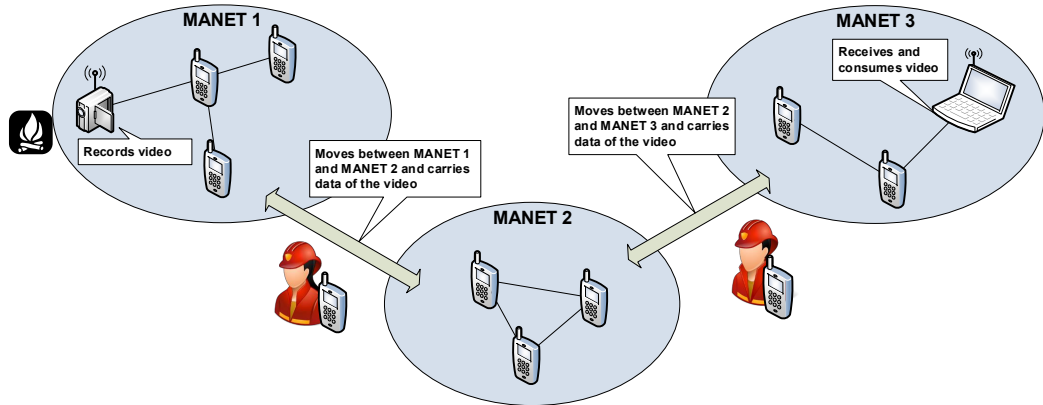 MANET 1
Records video
Moves between MANET 1
and MANET 2 and carries
data of the video
MANET 2
Moves between MANET 2
and MANET 3 and carries
data of the video
MANET 3
Receives and
consumes video